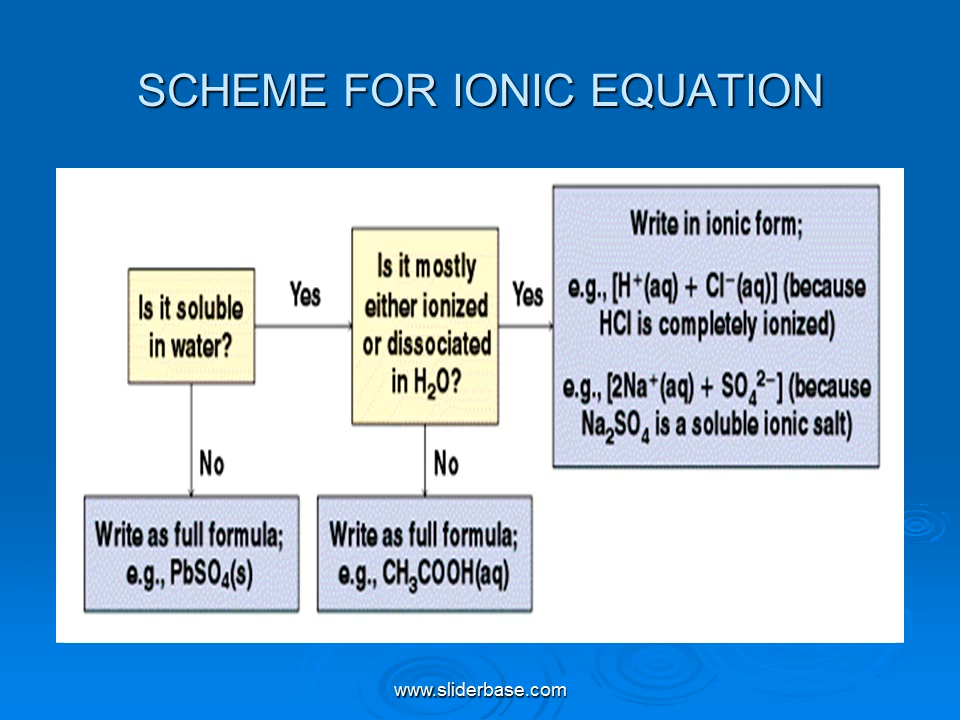 SCHEME FOR IONIC EQUATION
Is it soluble
in water?
Yes
Is it mostly
either ionized
or dissociated
in H₂O?
Yes
Write in ionic form;
e.g., [H⁺(aq) + Cl⁻(aq)] (because
HCl is completely ionized)
e.g., [2Na⁺(aq) + SO₄²⁻] (because
Na₂SO₄ is a soluble ionic salt)
No
No
Write as full formula;
e.g., PbSO₄(s)
Write as full formula;
e.g., CH₃COOH(aq)
www.sliderbase.com